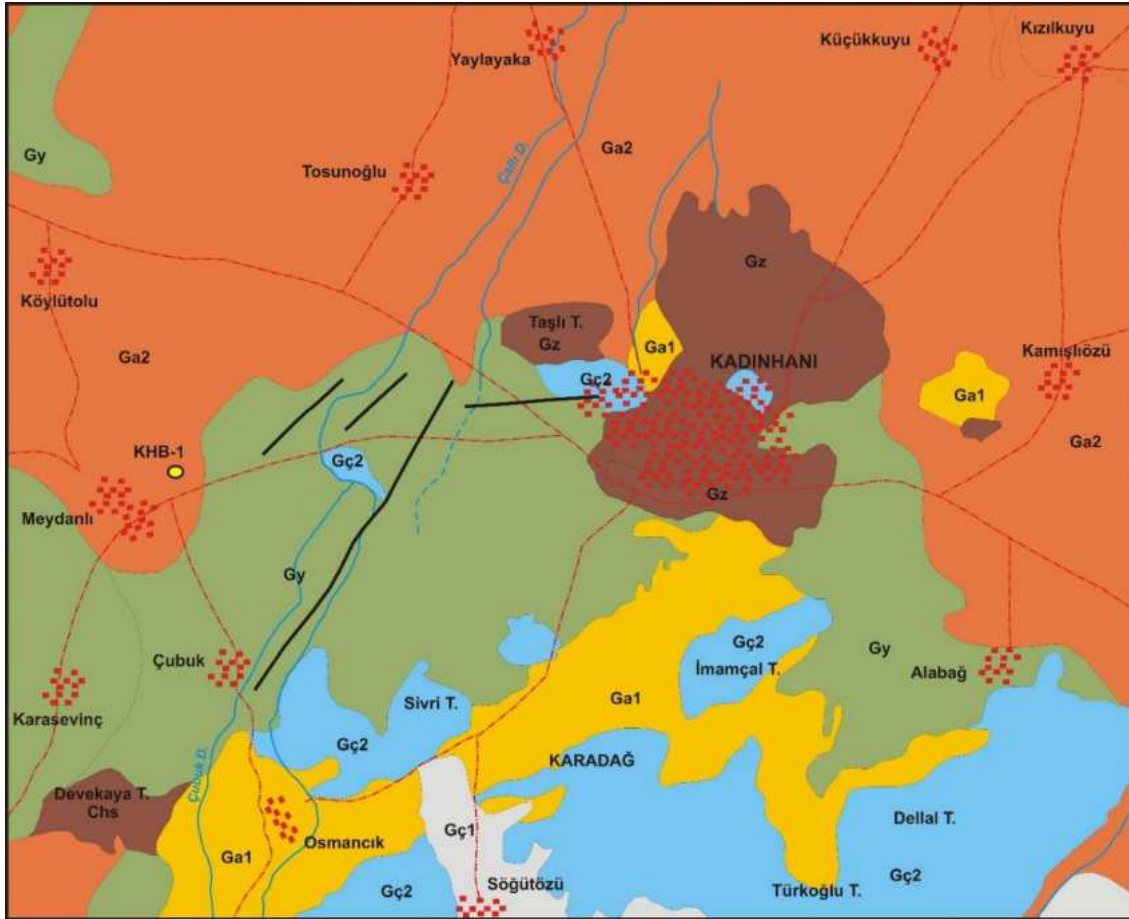 Yaylayaka
Küçükkuyu
Kızılkuyu
Gy
Tosunoğlu
Çallı D.
Ga2
Köylütolu
Gz
Taşlı T.
Gz
Ga1
KADINHANI
Kamışlıözü
Ga2
Gç2
Ga1
Ga2
KHB-1
Gç2
Meydanlı
Gz
Gy
Çubuk
Gç2
İmamçal T.
Gy
Alabağ
Karasevinç
Sivri T.
Ga1
Gç2
Çubuk D.
KARADAĞ
Devekaya T.
Chs
Gç1
Dellal T.
Osmancık
Ga1
Gç2
Söğütözü
Türkoğlu T.
Gç2